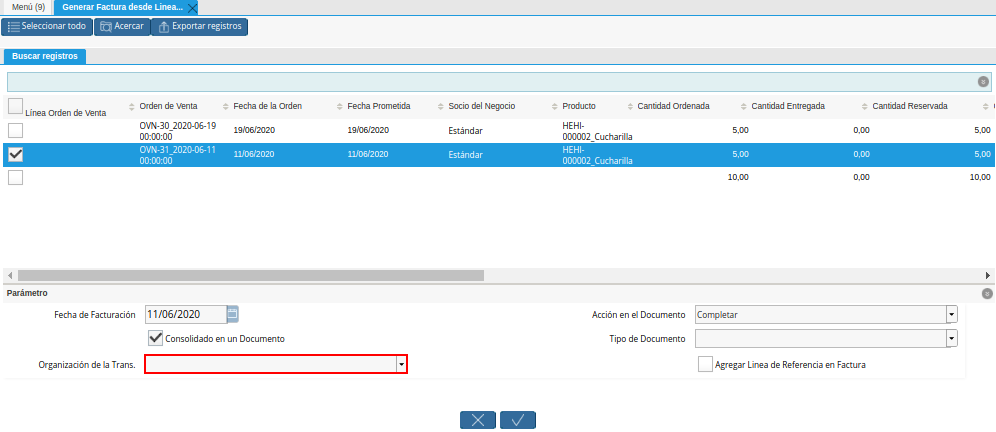 Menú (9)
Generar Factura desde Línea...
Seleccionar todo
Acercar
Exportar registros
Buscar registros
Línea Orden de Venta
Orden de Venta
Fecha de la Orden
Fecha Prometida
Socio del Negocio
Producto
Cantidad Ordenada
Cantidad Entregada
Cantidad Reservada
OVN-30_2020-06-19
00:00:00
19/06/2020
19/06/2020
Estándar
HEHI-
000002_Cucharilla
5,00
0,00
5,00
OVN-31_2020-06-11
00:00:00
11/06/2020
11/06/2020
Estándar
HEHI-
000002_Cucharilla
5,00
0,00
5,00
10,00
0,00
10,00
Parámetro
Fecha de Facturación
11/06/2020
Acción en el Documento
Completar
Consolidado en un Documento
Tipo de Documento
Organización de la Trans.
Agregar Linea de Referencia en Factura